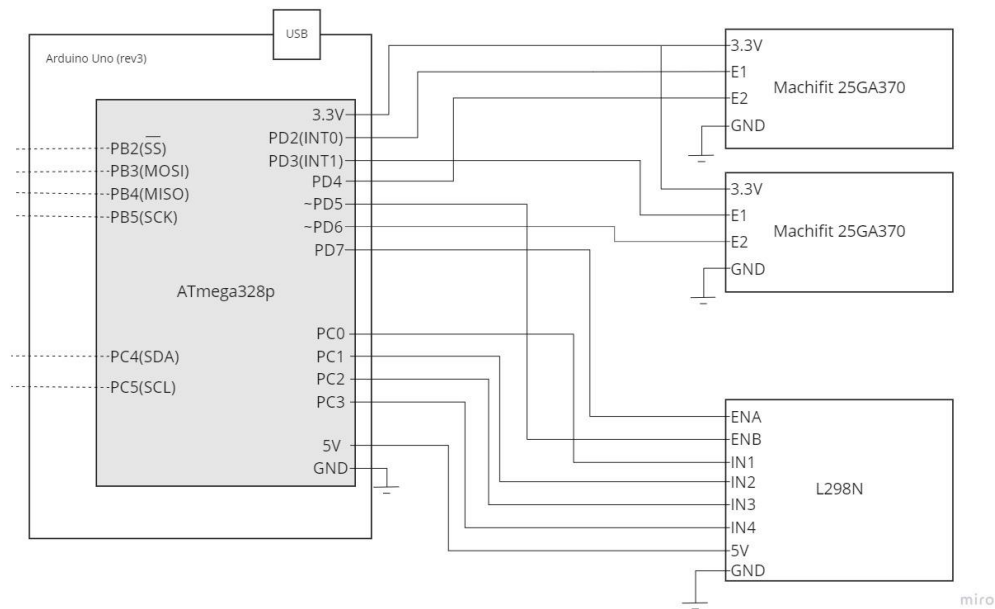 USB
Arduino Uno (rev3)
3.3V
PD2(INT0)
PD3(INT1)
PD4
~PD5
~PD6
PD7
PB2(S̅S̅)
PB3(MOSI)
PB4(MISO)
PB5(SCK)
ATmega328p
PC0
PC1
PC2
PC3
PC4(SDA)
PC5(SCL)
5V
GND
3.3V
E1
E2
GND
Machifit 25GA370
3.3V
E1
E2
GND
Machifit 25GA370
ENA
ENB
IN1
IN2
IN3
IN4
5V
GND
L298N
miro